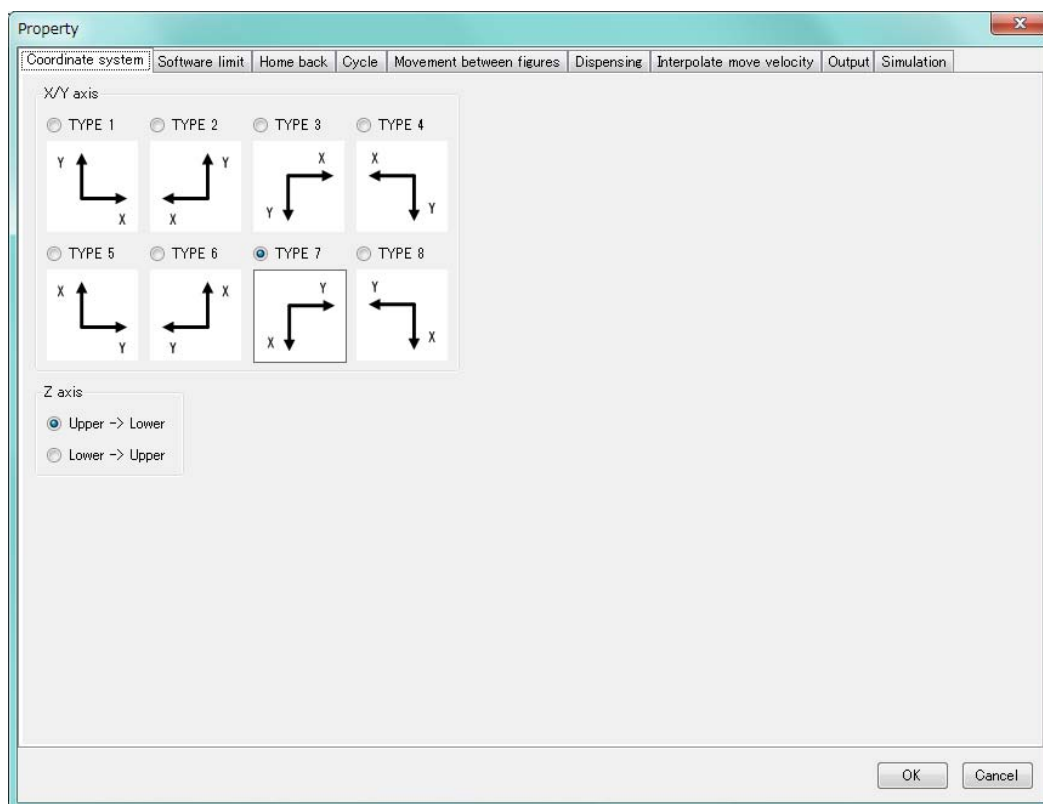 Property
Coordinate system Software limit Home back Cycle Movement between figures Dispensing Interpolate move velocity Output Simulation
X/Y axis
TYPE 1 TYPE 2 TYPE 3 TYPE 4
Y X Y X X Y X Y
TYPE 5 TYPE 6 TYPE 7 TYPE 8
X Y X Y Y X Y X
Z axis
Upper -> Lower
Lower -> Upper
OK Cancel